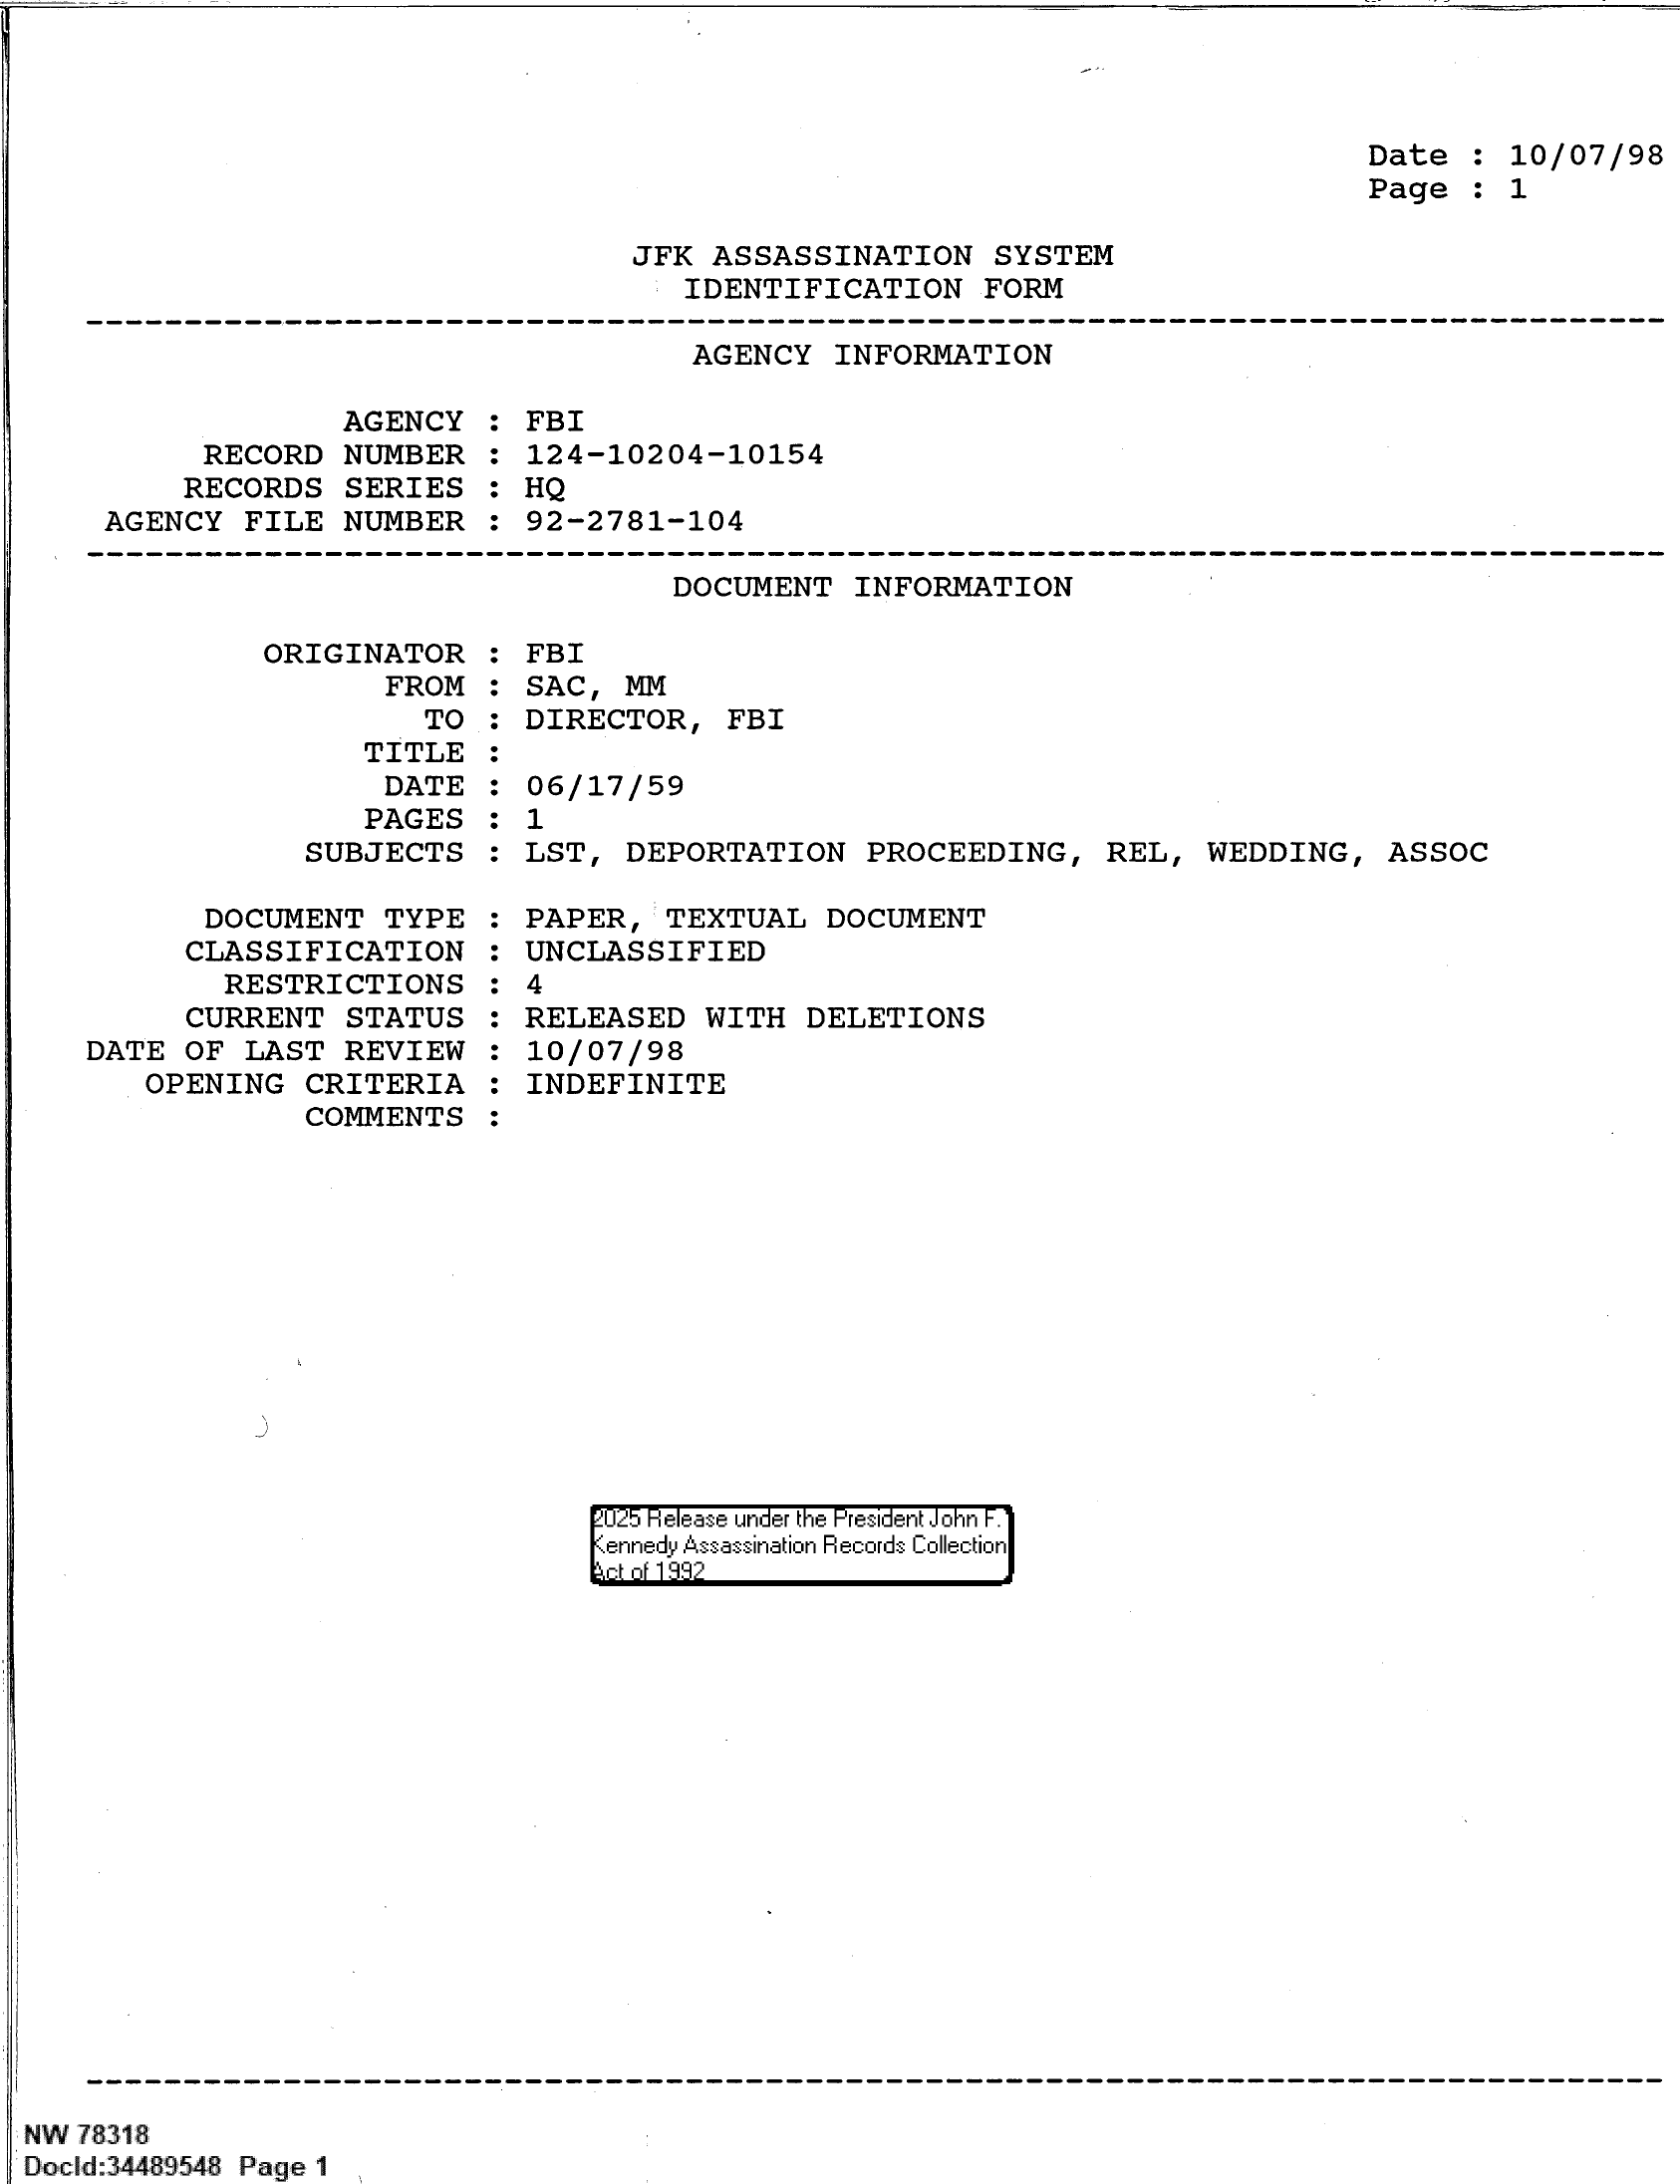 Date : 10/07/98
Page : 1
JFK ASSASSINATION SYSTEM
IDENTIFICATION FORM
--------------------------------------------------------------------------------
AGENCY INFORMATION
AGENCY : FBI
RECORD NUMBER : 124-10204-10154
RECORDS SERIES : HQ
AGENCY FILE NUMBER : 92-2781-104
--------------------------------------------------------------------------------
DOCUMENT INFORMATION
ORIGINATOR : FBI
FROM : SAC, MM
TO : DIRECTOR, FBI
TITLE :
DATE : 06/17/59
PAGES : 1
SUBJECTS : LST, DEPORTATION PROCEEDING, REL, WEDDING, ASSOC
DOCUMENT TYPE : PAPER, TEXTUAL DOCUMENT
CLASSIFICATION : UNCLASSIFIED
RESTRICTIONS : 4
CURRENT STATUS : RELEASED WITH DELETIONS
DATE OF LAST REVIEW : 10/07/98
OPENING CRITERIA : INDEFINITE
COMMENTS :
2025 Release under the President John F.
Kennedy Assassination Records Collection
Act of 1992
--------------------------------------------------------------------------------
NW 78318
DocId:34489548 Page 1